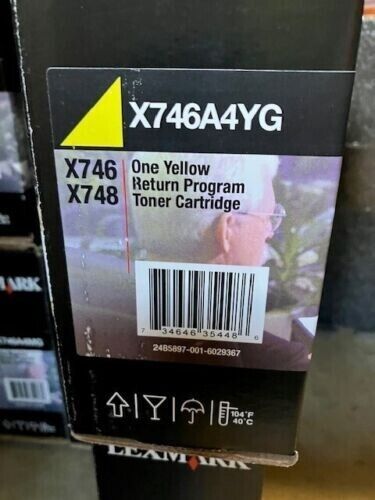 X746A4YG
X746
X748
One Yellow
Return Program
Toner Cartridge
7 34646 35448 6
24B5897-001-6029367
104°F
40°C
LEXMARK